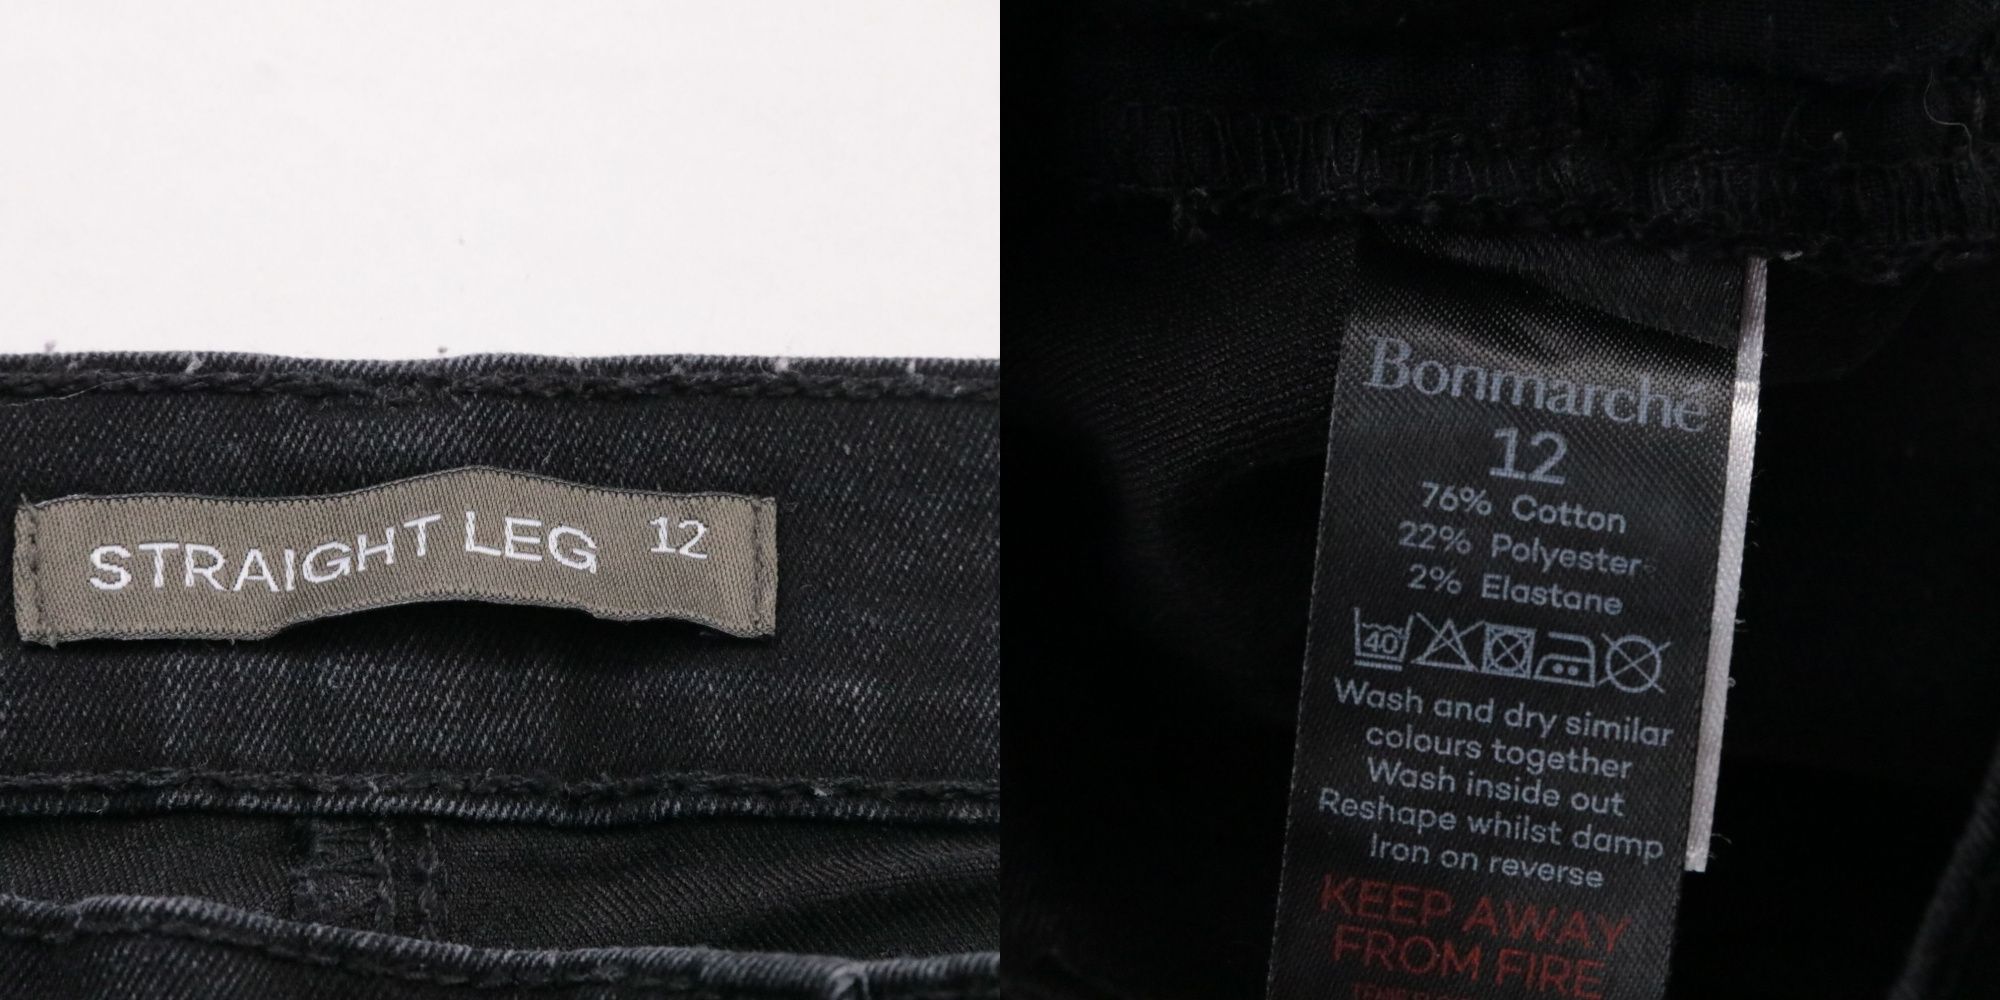 STRAIGHT LEG 12
Bonmarché
12
76% Cotton
22% Polyester
2% Elastane
40
Wash and dry similar
colours together
Wash inside out
Reshape whilst damp
Iron on reverse
KEEP AWAY
FROM FIRE